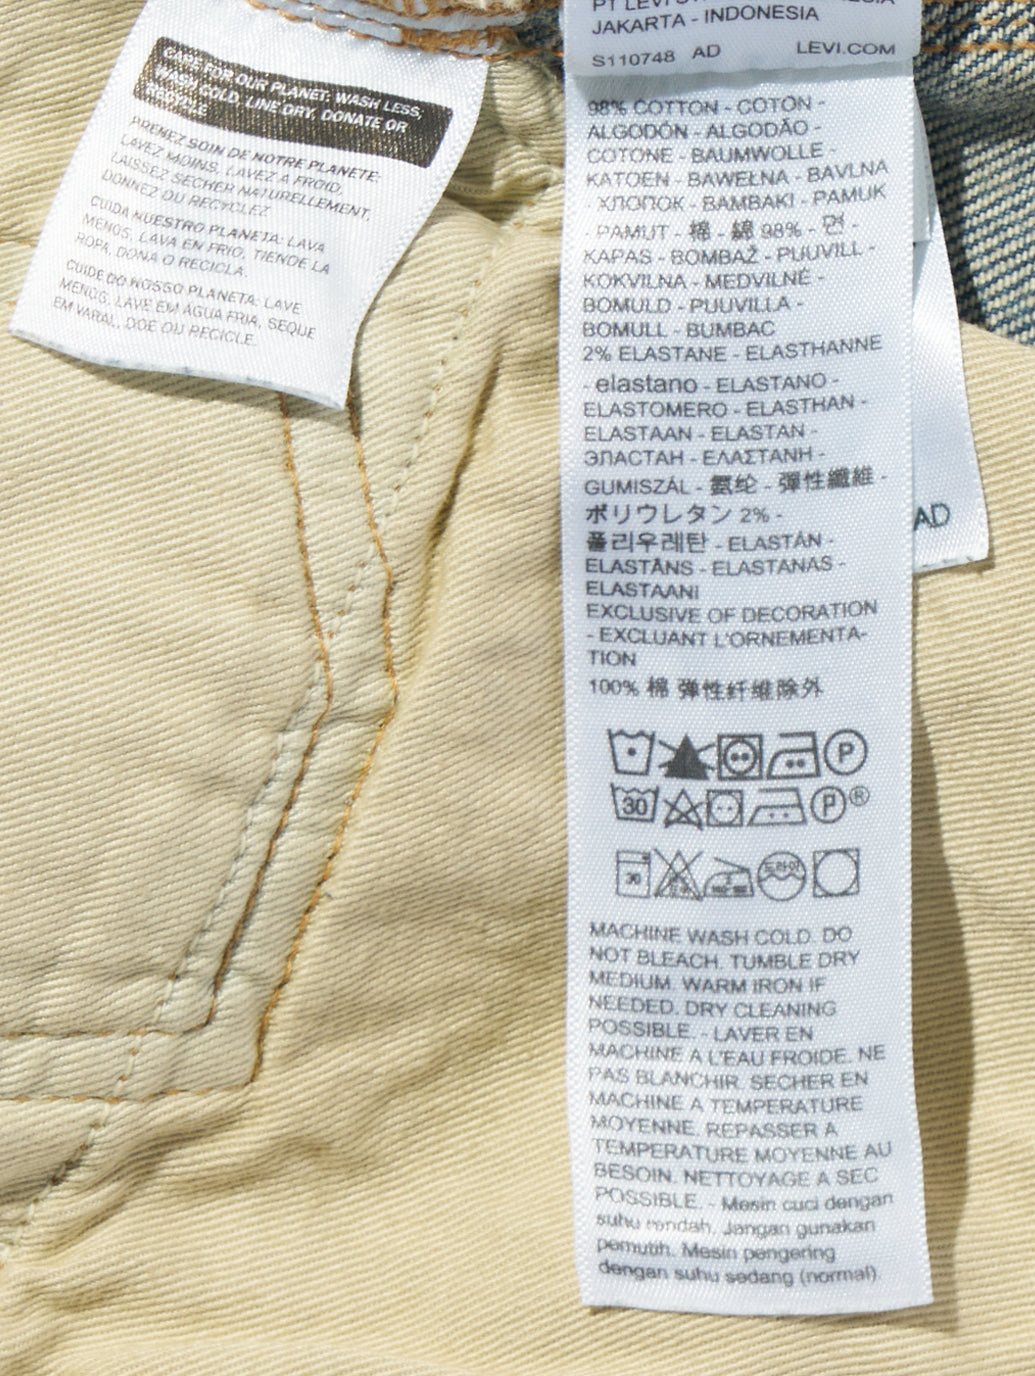 CARE FOR OUR PLANET: WASH LESS,
WASH COLD, LINE DRY, DONATE OR
RECYCLE
PRENEZ SOIN DE NOTRE PLANETE:
LAVEZ MOINS, LAVEZ A FROID,
LAISSEZ SECHER NATURELLEMENT,
DONNEZ OU RECYCLEZ
CUIDA NUESTRO PLANETA: LAVA
MENOS, LAVA EN FRIO, TIENDE LA
ROPA, DONA O RECICLA.
CUIDE DO NOSSO PLANETA: LAVE
MENOS, LAVE EM ÁGUA FRIA, SEQUE
EM VARAL, DOE OU RECICLE.
JAKARTA - INDONESIA
S110748 AD LEVI.COM
98% COTTON - COTON -
ALGODÓN - ALGODÃO -
COTONE - BAUMWOLLE -
KATOEN - BAWEŁNA - BAVLNA
- ХЛОПОК - BAMBAKI - PAMUK
- PAMUT - 棉 - 綿 98% - 면 -
KAPAS - BOMBAŽ - PUUVILL -
KOKVILNA - MEDVILNĖ -
BOMULD - PUUVILLA -
BOMULL - BUMBAC
2% ELASTANE - ELASTHANNE
- elastano - ELASTANO -
ELASTOMERO - ELASTHAN -
ELASTAAN - ELASTAN -
ЭЛАСТАН - ΕΛΑΣΤΑΝΗ -
GUMISZÁL - 氨纶 - 彈性纖維 -
ポリウレタン 2% -
폴리우레탄 - ELASTÁN -
ELASTĀNS - ELASTANAS -
ELASTAANI
EXCLUSIVE OF DECORATION
- EXCLUANT L'ORNEMENTA-
TION
100% 棉 弹性纤维除外
P
30 P ®
30 드라이
MACHINE WASH COLD. DO
NOT BLEACH. TUMBLE DRY
MEDIUM. WARM IRON IF
NEEDED. DRY CLEANING
POSSIBLE. - LAVER EN
MACHINE A L'EAU FROIDE. NE
PAS BLANCHIR. SECHER EN
MACHINE A TEMPERATURE
MOYENNE. REPASSER A
TEMPERATURE MOYENNE AU
BESOIN. NETTOYAGE A SEC
POSSIBLE. - Mesin cuci dengan
suhu rendah. Jangan gunakan
pemutih. Mesin pengering
dengan suhu sedang (normal).
AD